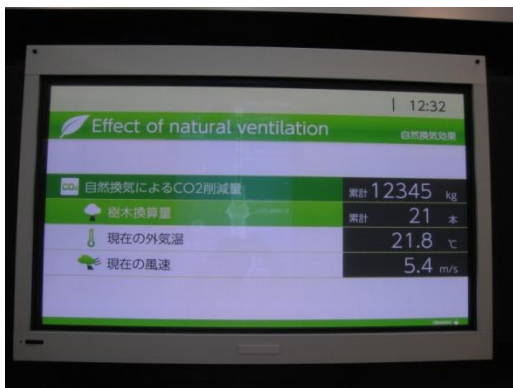 12:32
Effect of natural ventilation 自然換気効果
CO₂ 自然換気によるCO2削減量 累計 12345 kg
樹木換算量 累計 21 本
現在の外気温 21.8 ℃
現在の風速 5.4 m/s